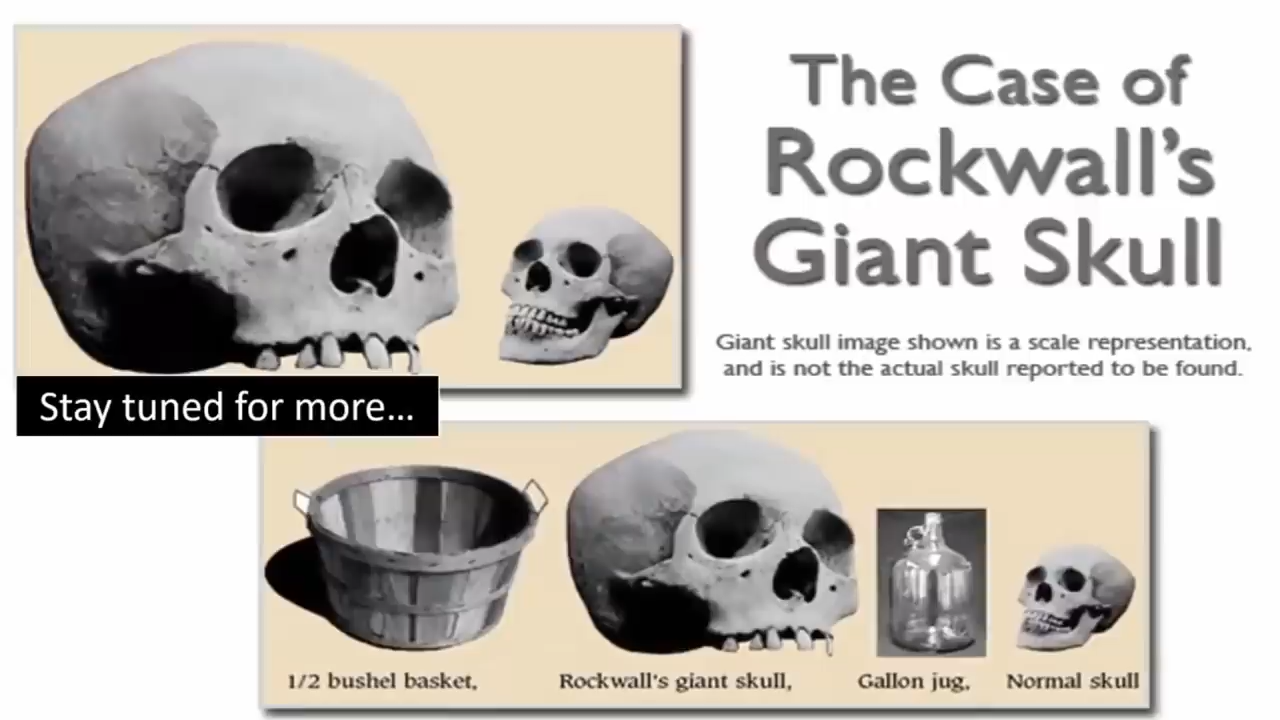 The Case of
Rockwall's
Giant Skull
Giant skull image shown is a scale representation,
and is not the actual skull reported to be found.
Stay tuned for more...
1/2 bushel basket,
Rockwall's giant skull,
Gallon jug,
Normal skull